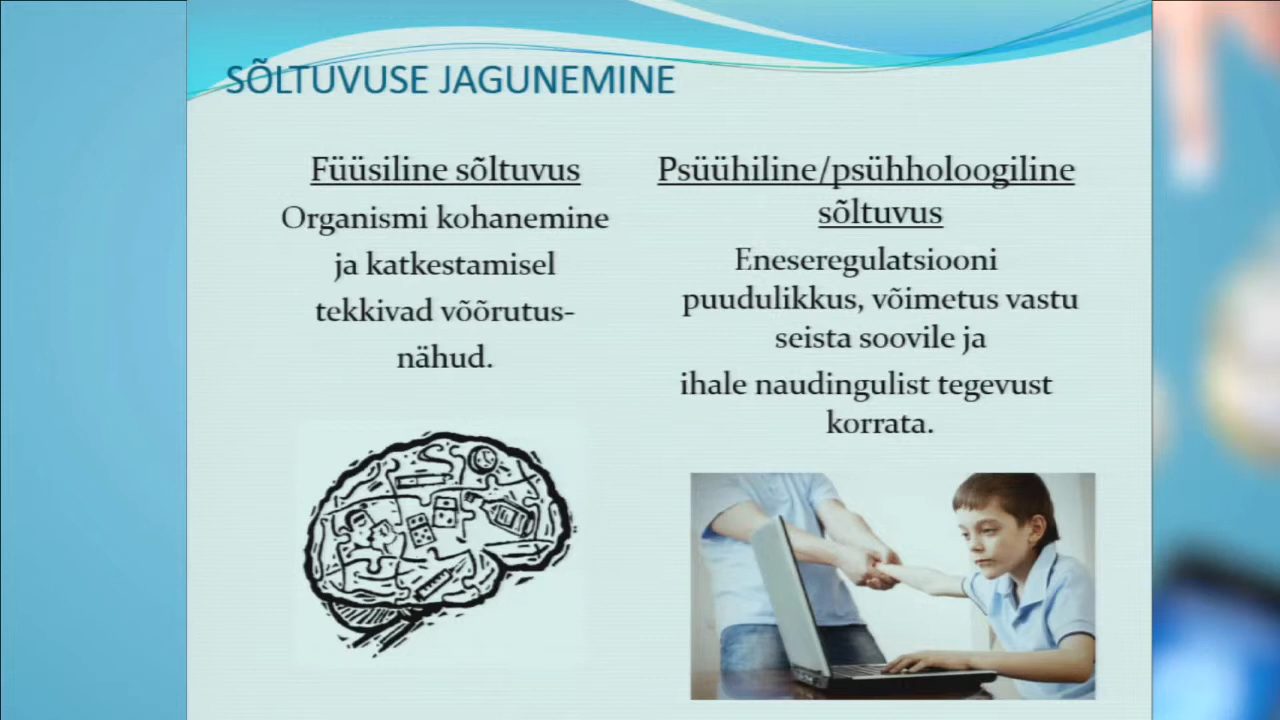 SÕLTUVUSE JAGUNEMINE
Füüsiline sõltuvus
Organismi kohanemine
ja katkestamisel
tekkivad võõrutus-
nähud.
Psüühiline/psühholoogiline
sõltuvus
Eneseregulatsiooni
puudulikkus, võimetus vastu
seista soovile ja
ihale naudingulist tegevust
korrata.